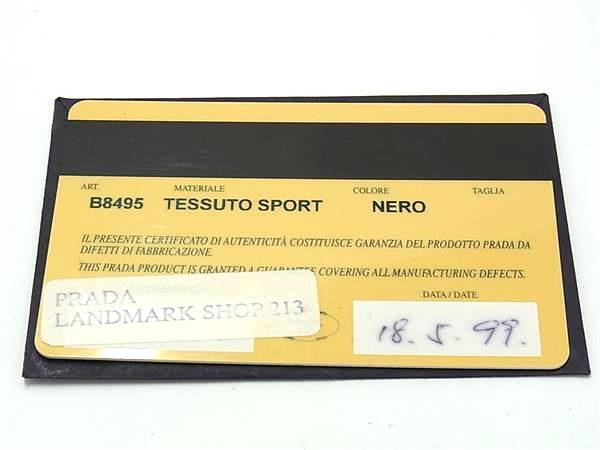 ART. MATERIALE COLORE TAGLIA
B8495 TESSUTO SPORT NERO
IL PRESENTE CERTIFICATO DI AUTENTICITÀ COSTITUISCE GARANZIA DEL PRODOTTO PRADA DA
DIFETTI DI FABBRICAZIONE.
THIS PRADA PRODUCT IS GRANTED A GUARANTEE COVERING ALL MANUFACTURING DEFECTS.
PRADA
LANDMARK SHOP 213
DATA / DATE
18. 5. 99.